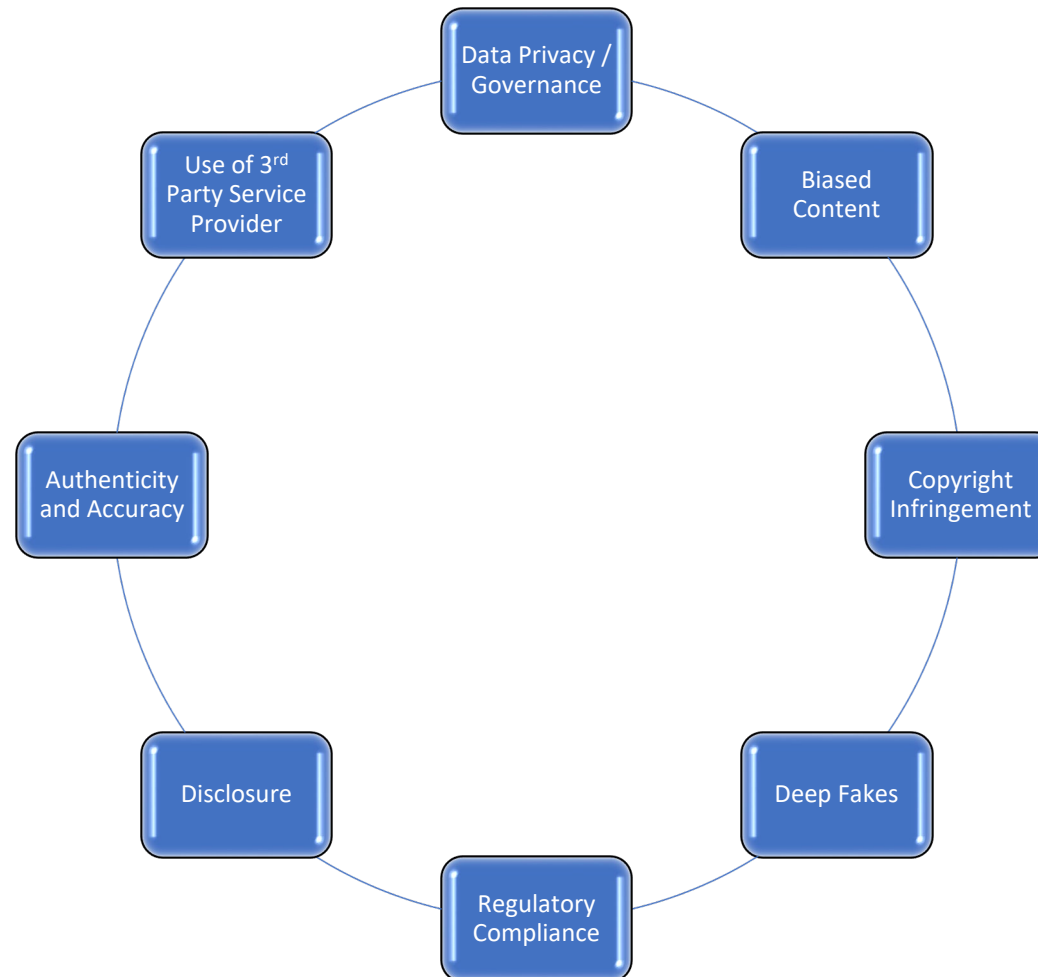 Data Privacy /
Governance
Biased
Content
Copyright
Infringement
Deep Fakes
Regulatory
Compliance
Disclosure
Authenticity
and Accuracy
Use of 3rd
Party Service
Provider